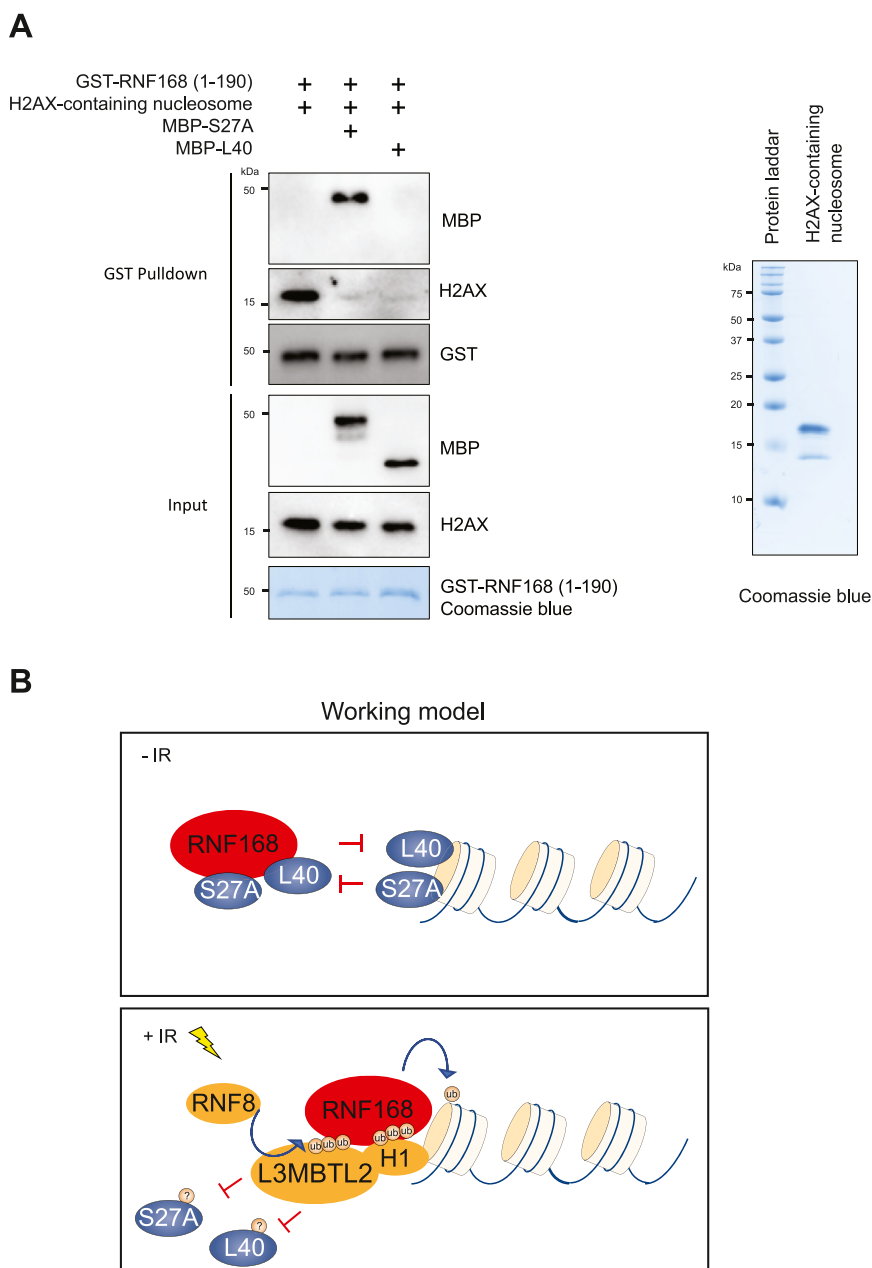 A
GST-RNF168 (1-190) + + +
H2AX-containing nucleosome + + +
MBP-S27A +
MBP-L40 +
kDa
50
MBP
GST Pulldown
15
H2AX
50
GST
50
MBP
Input
15
H2AX
50
GST-RNF168 (1-190)
Coomassie blue
Protein laddar
H2AX-containing
nucleosome
kDa
75
50
37
25
20
15
10
Coomassie blue
B
Working model
- IR
RNF168
S27A
L40
L40
S27A
+ IR
RNF8
RNF168
ub
ub ub ub
ub ub ub
L3MBTL2
H1
?
S27A
?
L40